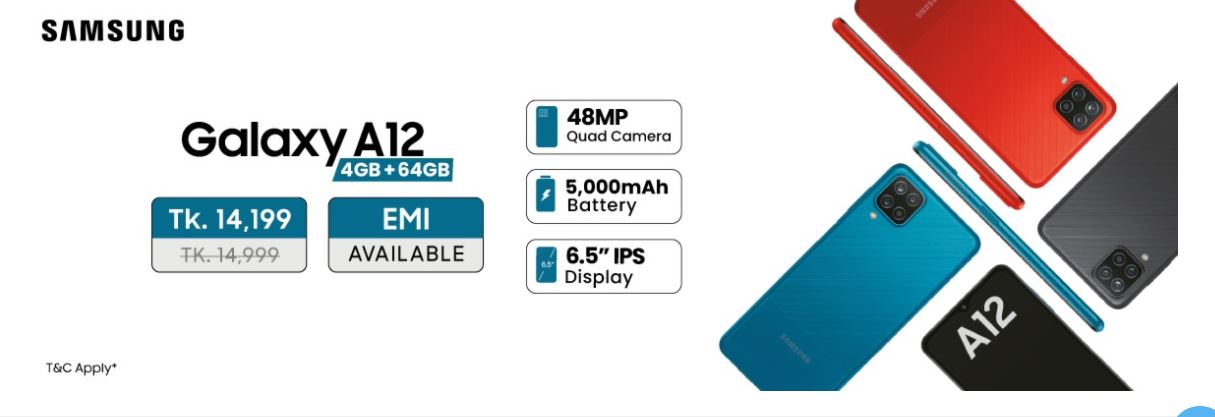 SAMSUNG
Galaxy A12
4GB + 64GB
Tk. 14,199
TK. 14,999
EMI
AVAILABLE
48MP
Quad Camera
5,000mAh
Battery
6.5"
6.5" IPS
Display
SAMSUNG
SAMSUNG
A12
T&C Apply*